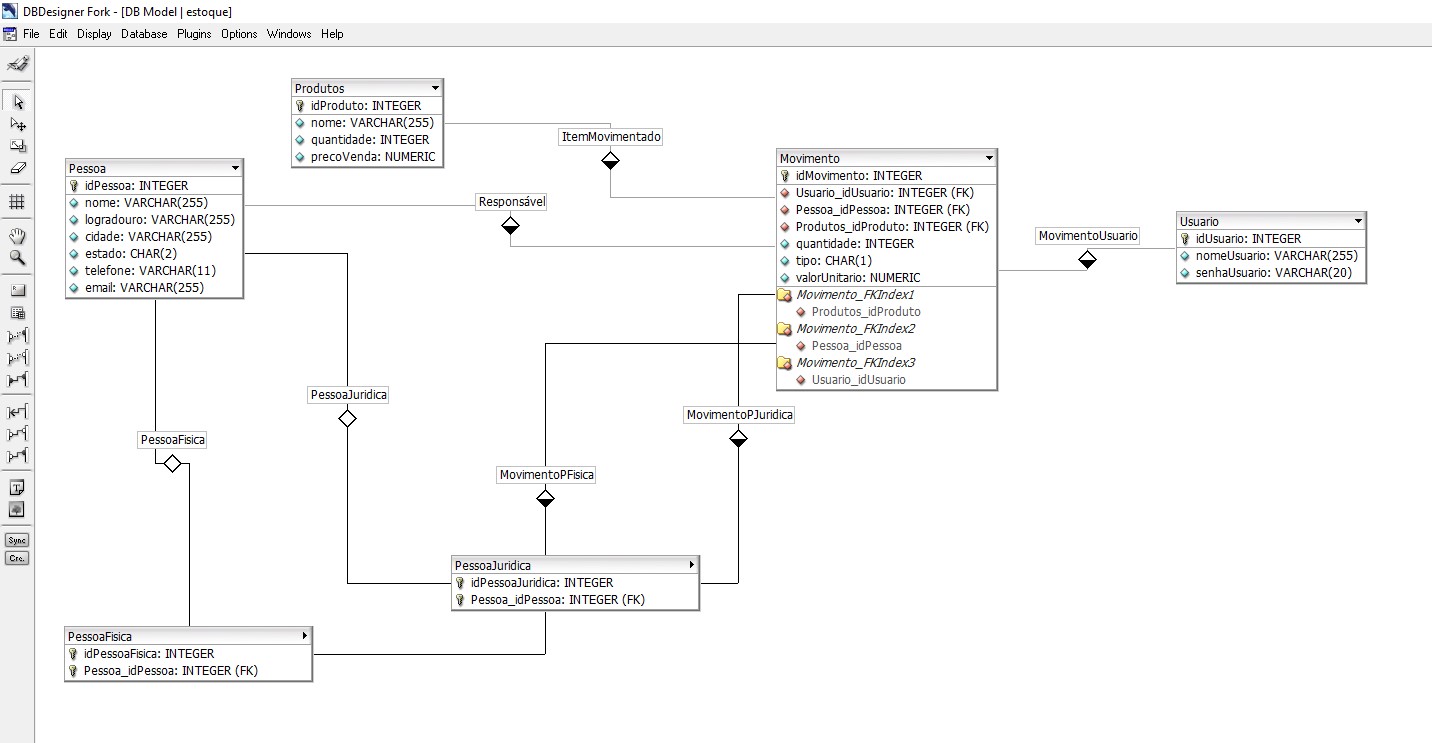 DBDesigner Fork - [DB Model | estoque]
File Edit Display Database Plugins Options Windows Help
Produtos
idProduto: INTEGER
nome: VARCHAR(255)
quantidade: INTEGER
precoVenda: NUMERIC
ItemMovimentado
Pessoa
idPessoa: INTEGER
nome: VARCHAR(255)
logradouro: VARCHAR(255)
cidade: VARCHAR(255)
estado: CHAR(2)
telefone: VARCHAR(11)
email: VARCHAR(255)
Responsável
Movimento
idMovimento: INTEGER
Usuario_idUsuario: INTEGER (FK)
Pessoa_idPessoa: INTEGER (FK)
Produtos_idProduto: INTEGER (FK)
quantidade: INTEGER
tipo: CHAR(1)
valorUnitario: NUMERIC
Movimento_FKIndex1
Produtos_idProduto
Movimento_FKIndex2
Pessoa_idPessoa
Movimento_FKIndex3
Usuario_idUsuario
MovimentoUsuario
Usuario
idUsuario: INTEGER
nomeUsuario: VARCHAR(255)
senhaUsuario: VARCHAR(20)
PessoaJuridica
MovimentoPJuridica
PessoaFisica
MovimentoPFisica
PessoaJuridica
idPessoaJuridica: INTEGER
Pessoa_idPessoa: INTEGER (FK)
PessoaFisica
idPessoaFisica: INTEGER
Pessoa_idPessoa: INTEGER (FK)
Sync
Cre.